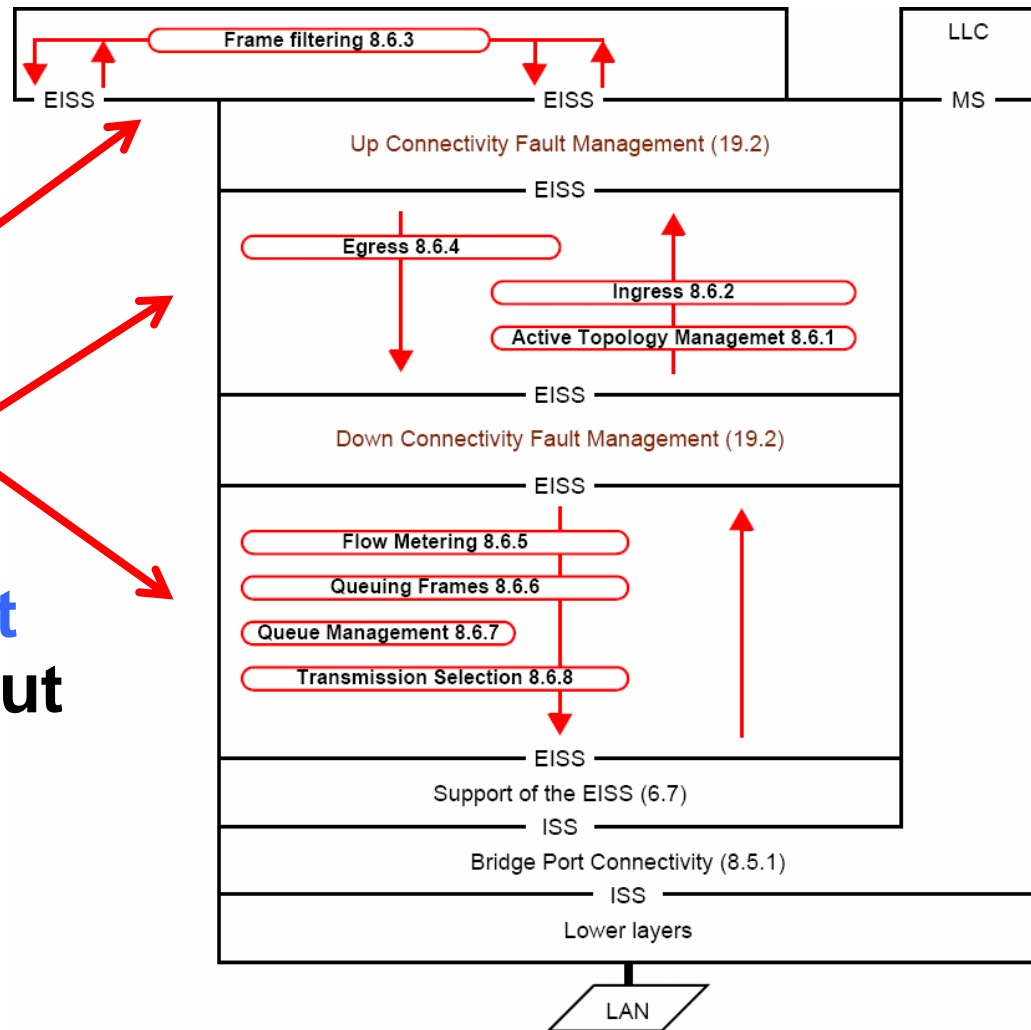 Frame filtering 8.6.3
LLC
EISS
EISS
MS
Up Connectivity Fault Management (19.2)
EISS
Egress 8.6.4
Ingress 8.6.2
Active Topology Managemet 8.6.1
EISS
Down Connectivity Fault Management (19.2)
EISS
Flow Metering 8.6.5
Queuing Frames 8.6.6
t
Queue Management 8.6.7
ut
Transmission Selection 8.6.8
EISS
Support of the EISS (6.7)
ISS
Bridge Port Connectivity (8.5.1)
ISS
Lower layers
LAN